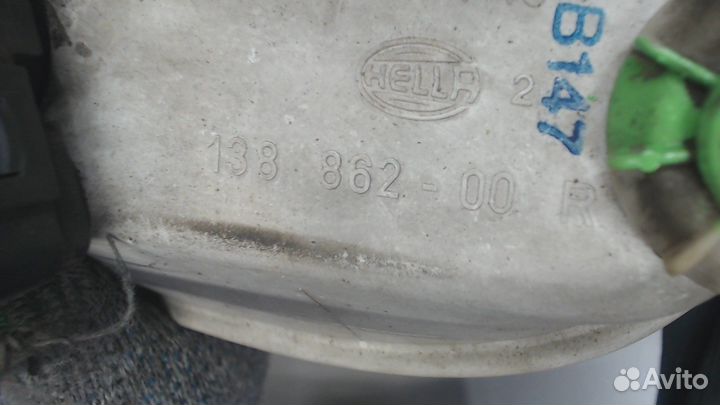 HELLA 2
B147
138 862-00 R
Avito